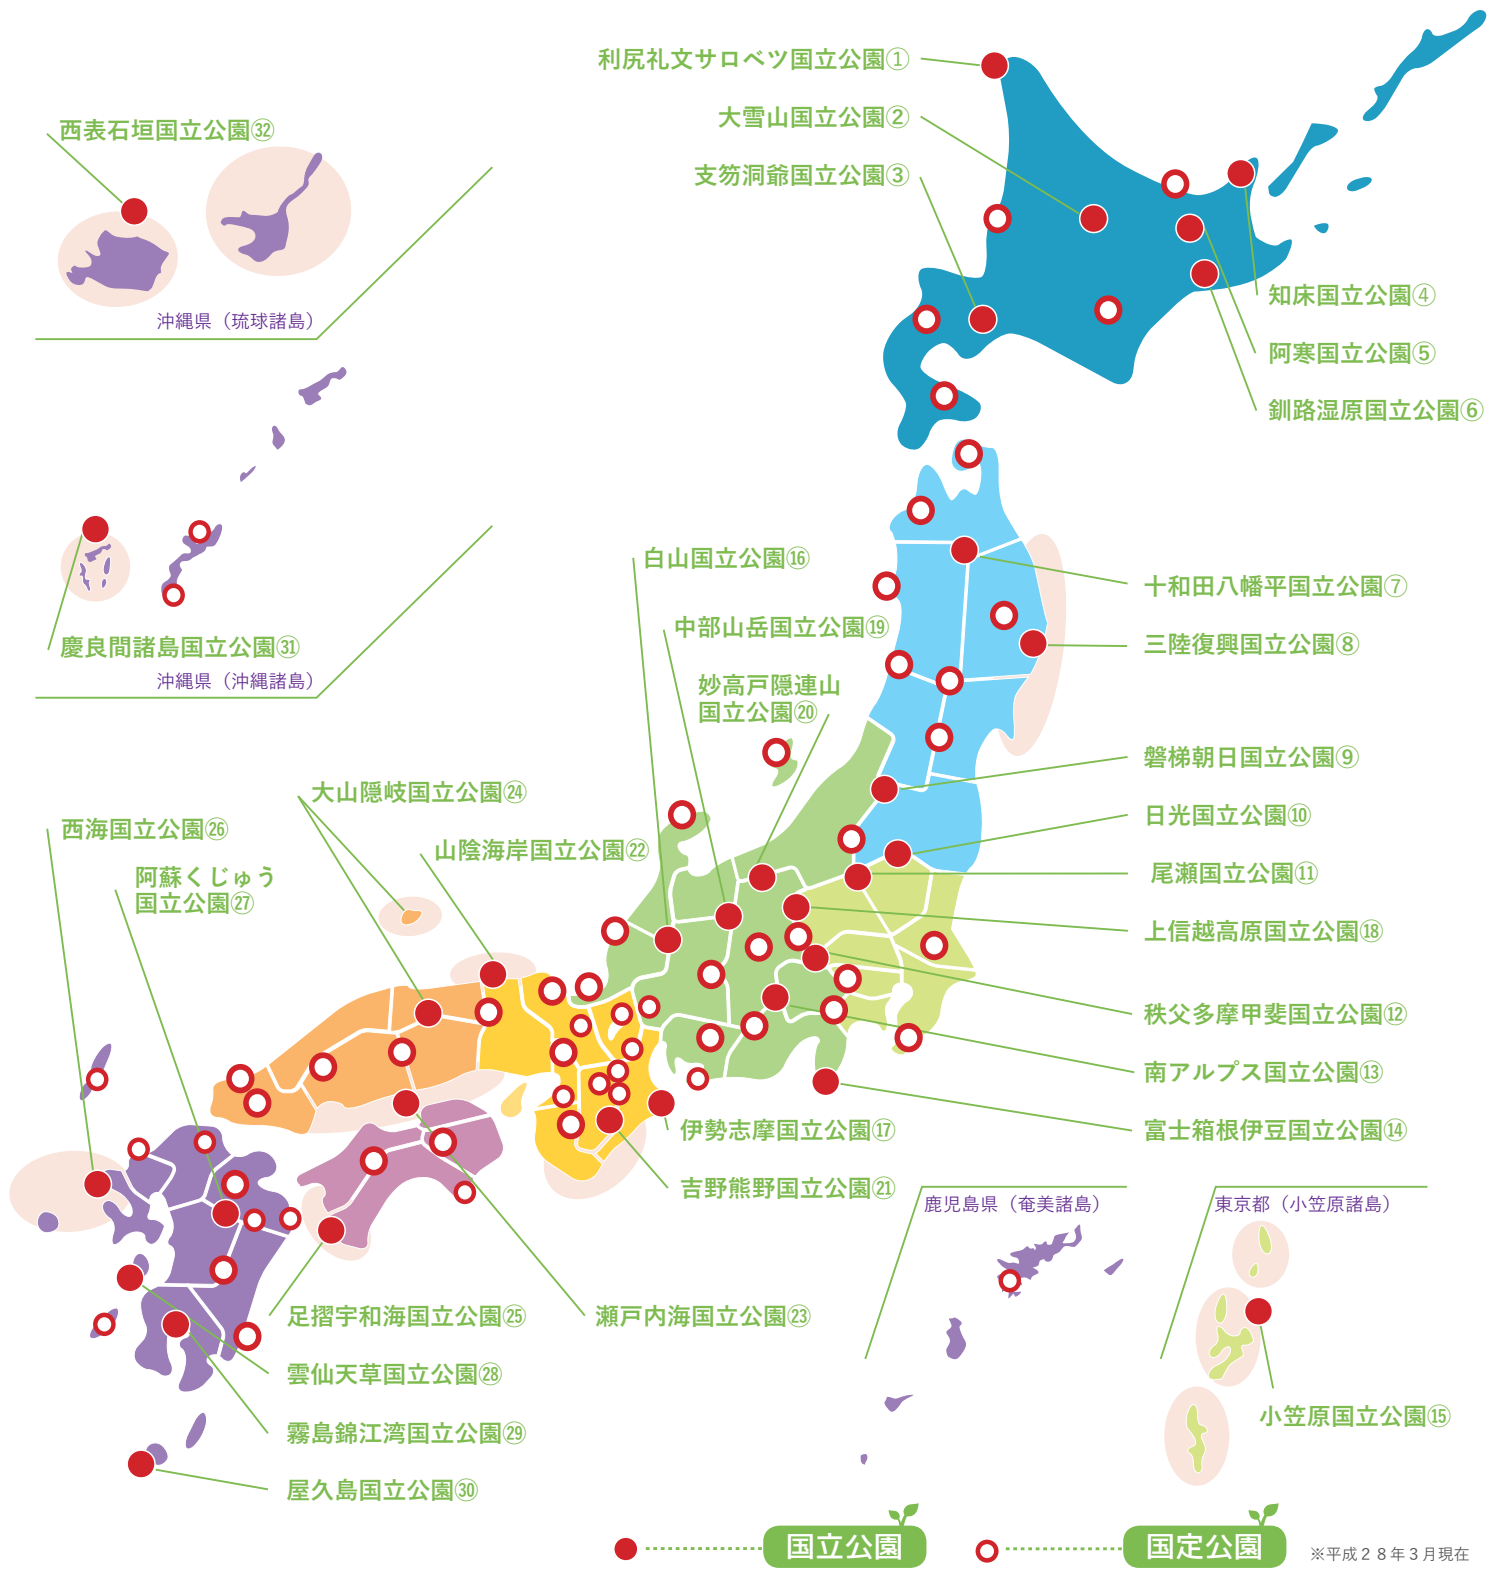 利尻礼文サロベツ国立公園①
大雪山国立公園②
支笏洞爺国立公園③
西表石垣国立公園㉜
沖縄県（琉球諸島）
知床国立公園④
阿寒国立公園⑤
釧路湿原国立公園⑥
白山国立公園⑯
十和田八幡平国立公園⑦
中部山岳国立公園⑲
三陸復興国立公園⑧
慶良間諸島国立公園㉛
沖縄県（沖縄諸島）
妙高戸隠連山
国立公園⑳
磐梯朝日国立公園⑨
大山隠岐国立公園㉔
日光国立公園⑩
西海国立公園㉖
山陰海岸国立公園㉒
阿蘇くじゅう
国立公園㉗
尾瀬国立公園⑪
上信越高原国立公園⑱
秩父多摩甲斐国立公園⑫
南アルプス国立公園⑬
伊勢志摩国立公園⑰
富士箱根伊豆国立公園⑭
吉野熊野国立公園㉑
鹿児島県（奄美諸島）
東京都（小笠原諸島）
足摺宇和海国立公園㉕
瀬戸内海国立公園㉓
雲仙天草国立公園㉘
小笠原国立公園⑮
霧島錦江湾国立公園㉙
屋久島国立公園㉚
国立公園
国定公園
※平成２８年３月現在